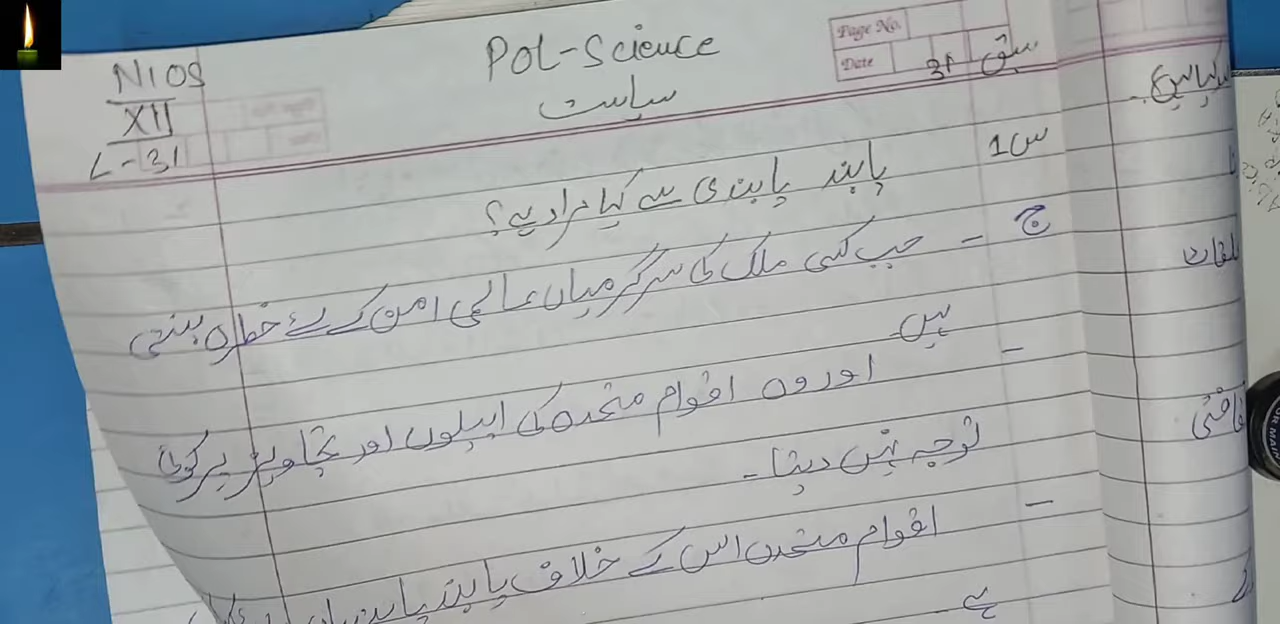 NIOS
XII
L-31
Pol-Science
سیاست
Page No.
Date
سبق 31
س1 پابند پابندی سے کیا مراد ہے؟
ج - جب کسی ملک کی سرگرمیاں عالمی امن کے لئے خطرہ بنتی
ہیں
- اور وہ اقوام متحدہ کی اپیلوں اور تجاویز پر کوئی
توجہ نہیں دیتا -
- اقوام متحدہ اس کے خلاف پابند پابندیاں
ہے